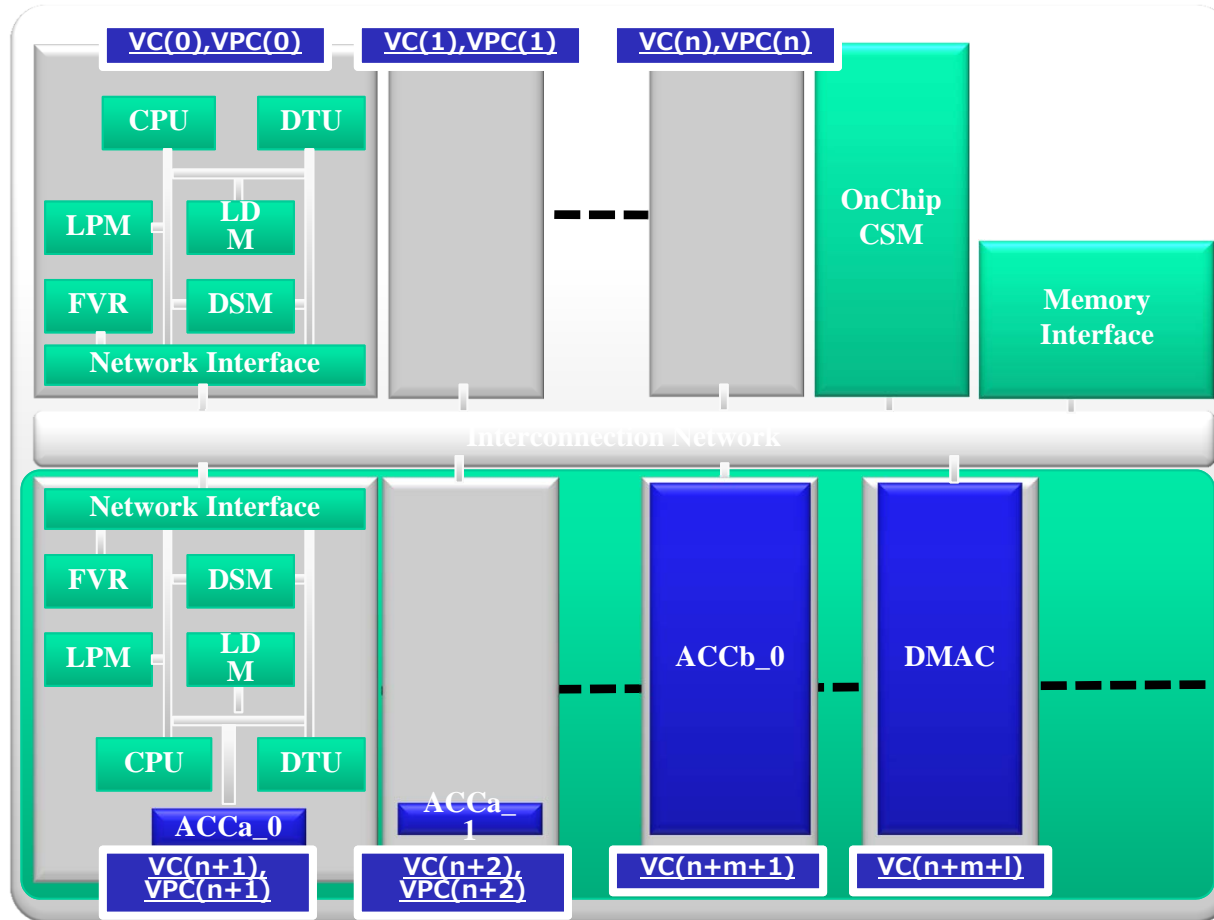 VC(0),VPC(0)
VC(1),VPC(1)
VC(n),VPC(n)
CPU
DTU
LPM
LD
M
FVR
DSM
Network Interface
OnChip
CSM
Memory
Interface
Interconnection Network
Network Interface
FVR
DSM
LPM
LD
M
CPU
DTU
ACCa_0
ACCa_
1
ACCb_0
DMAC
VC(n+1),
VPC(n+1)
VC(n+2),
VPC(n+2)
VC(n+m+1)
VC(n+m+l)